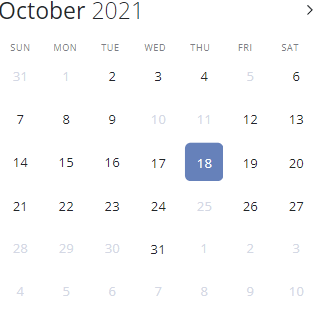 October 2021
SUN MON TUE WED THU FRI SAT
31 1 2 3 4 5 6
7 8 9 10 11 12 13
14 15 16 17 18 19 20
21 22 23 24 25 26 27
28 29 30 31 1 2 3
4 5 6 7 8 9 10